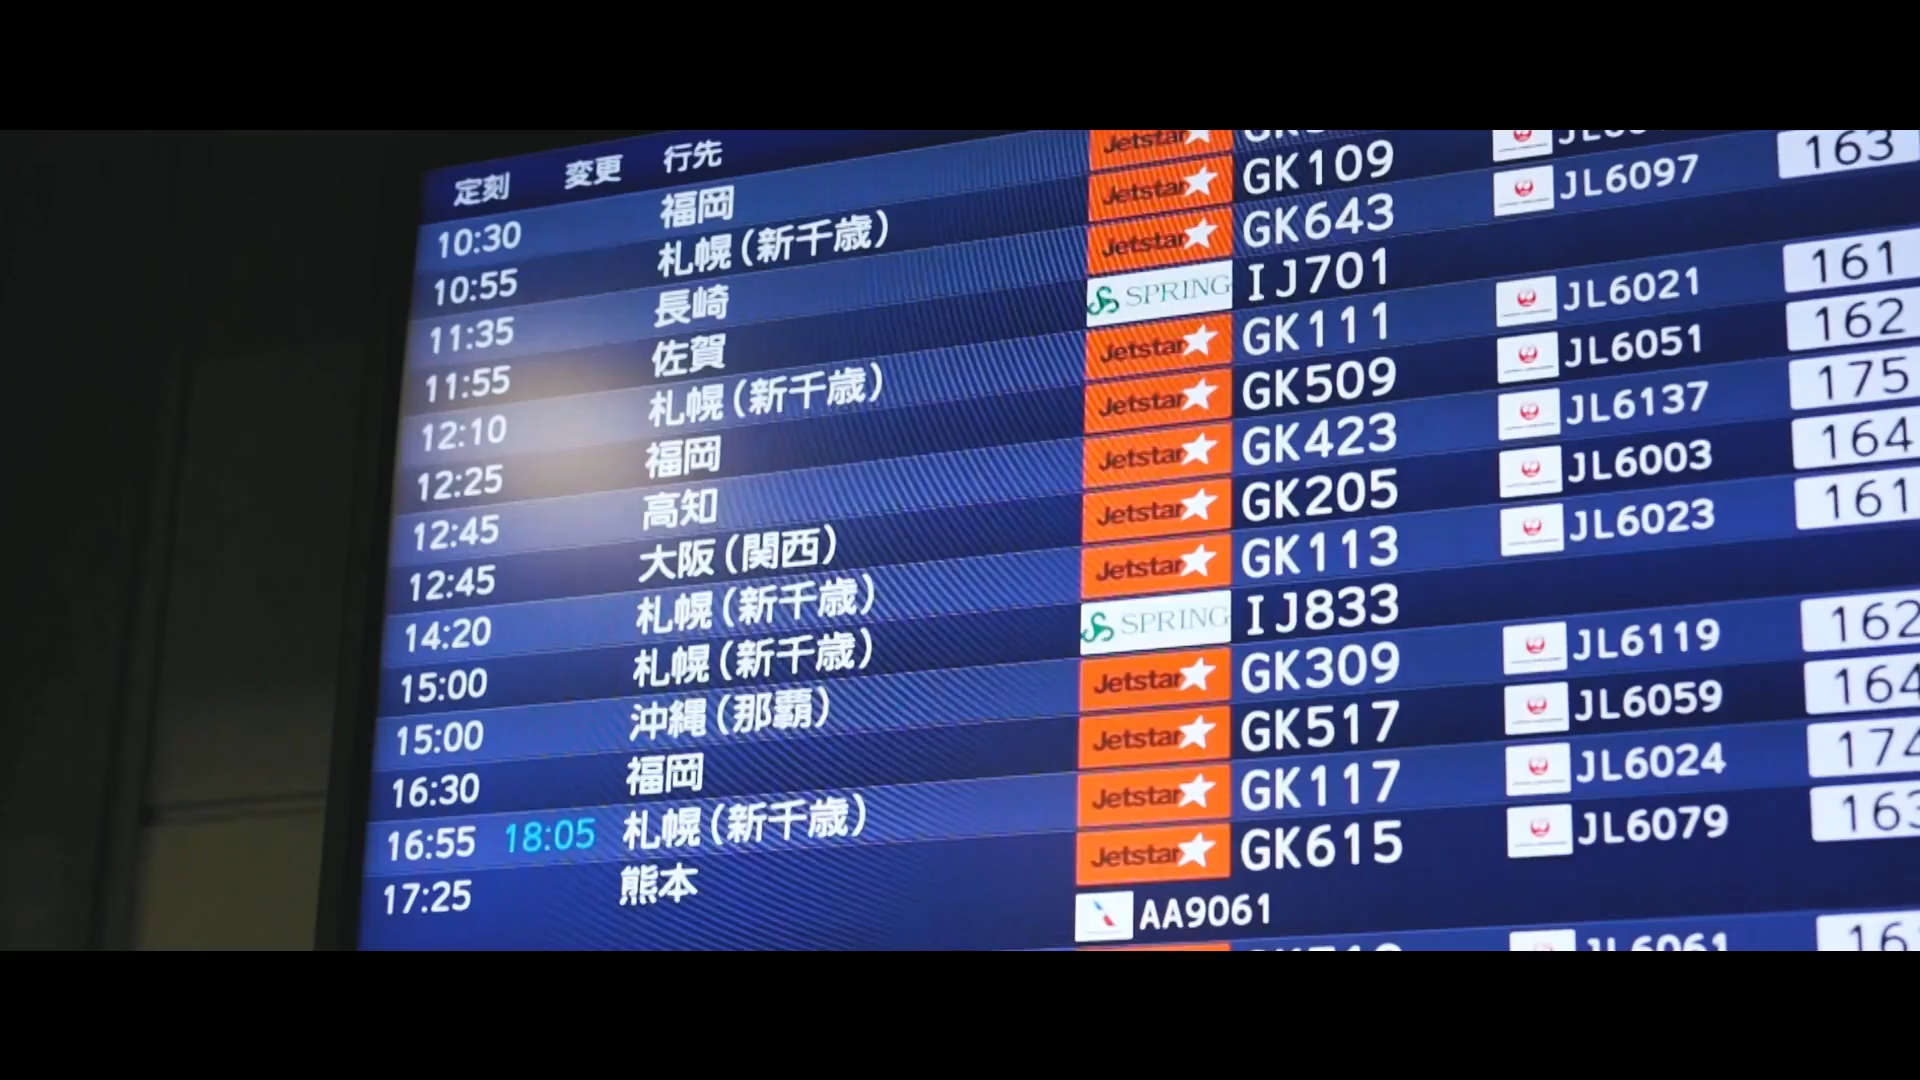 定刻 変更 行先
10:30 福岡 Jetstar
10:55 札幌(新千歳) Jetstar GK109
11:35 長崎 Jetstar GK643 JL6097 163
11:55 佐賀 SPRING IJ701
12:10 札幌(新千歳) Jetstar GK111 JL6021 161
12:25 福岡 Jetstar GK509 JL6051 162
12:45 高知 Jetstar GK423 JL6137 175
12:45 大阪(関西) Jetstar GK205 JL6003 164
14:20 札幌(新千歳) Jetstar GK113 JL6023 161
15:00 札幌(新千歳) SPRING IJ833
15:00 沖縄(那覇) Jetstar GK309 JL6119 162
16:30 福岡 Jetstar GK517 JL6059 164
16:55 18:05 札幌(新千歳) Jetstar GK117 JL6024 174
17:25 熊本 Jetstar GK615 JL6079 163
AA9061
JL6061